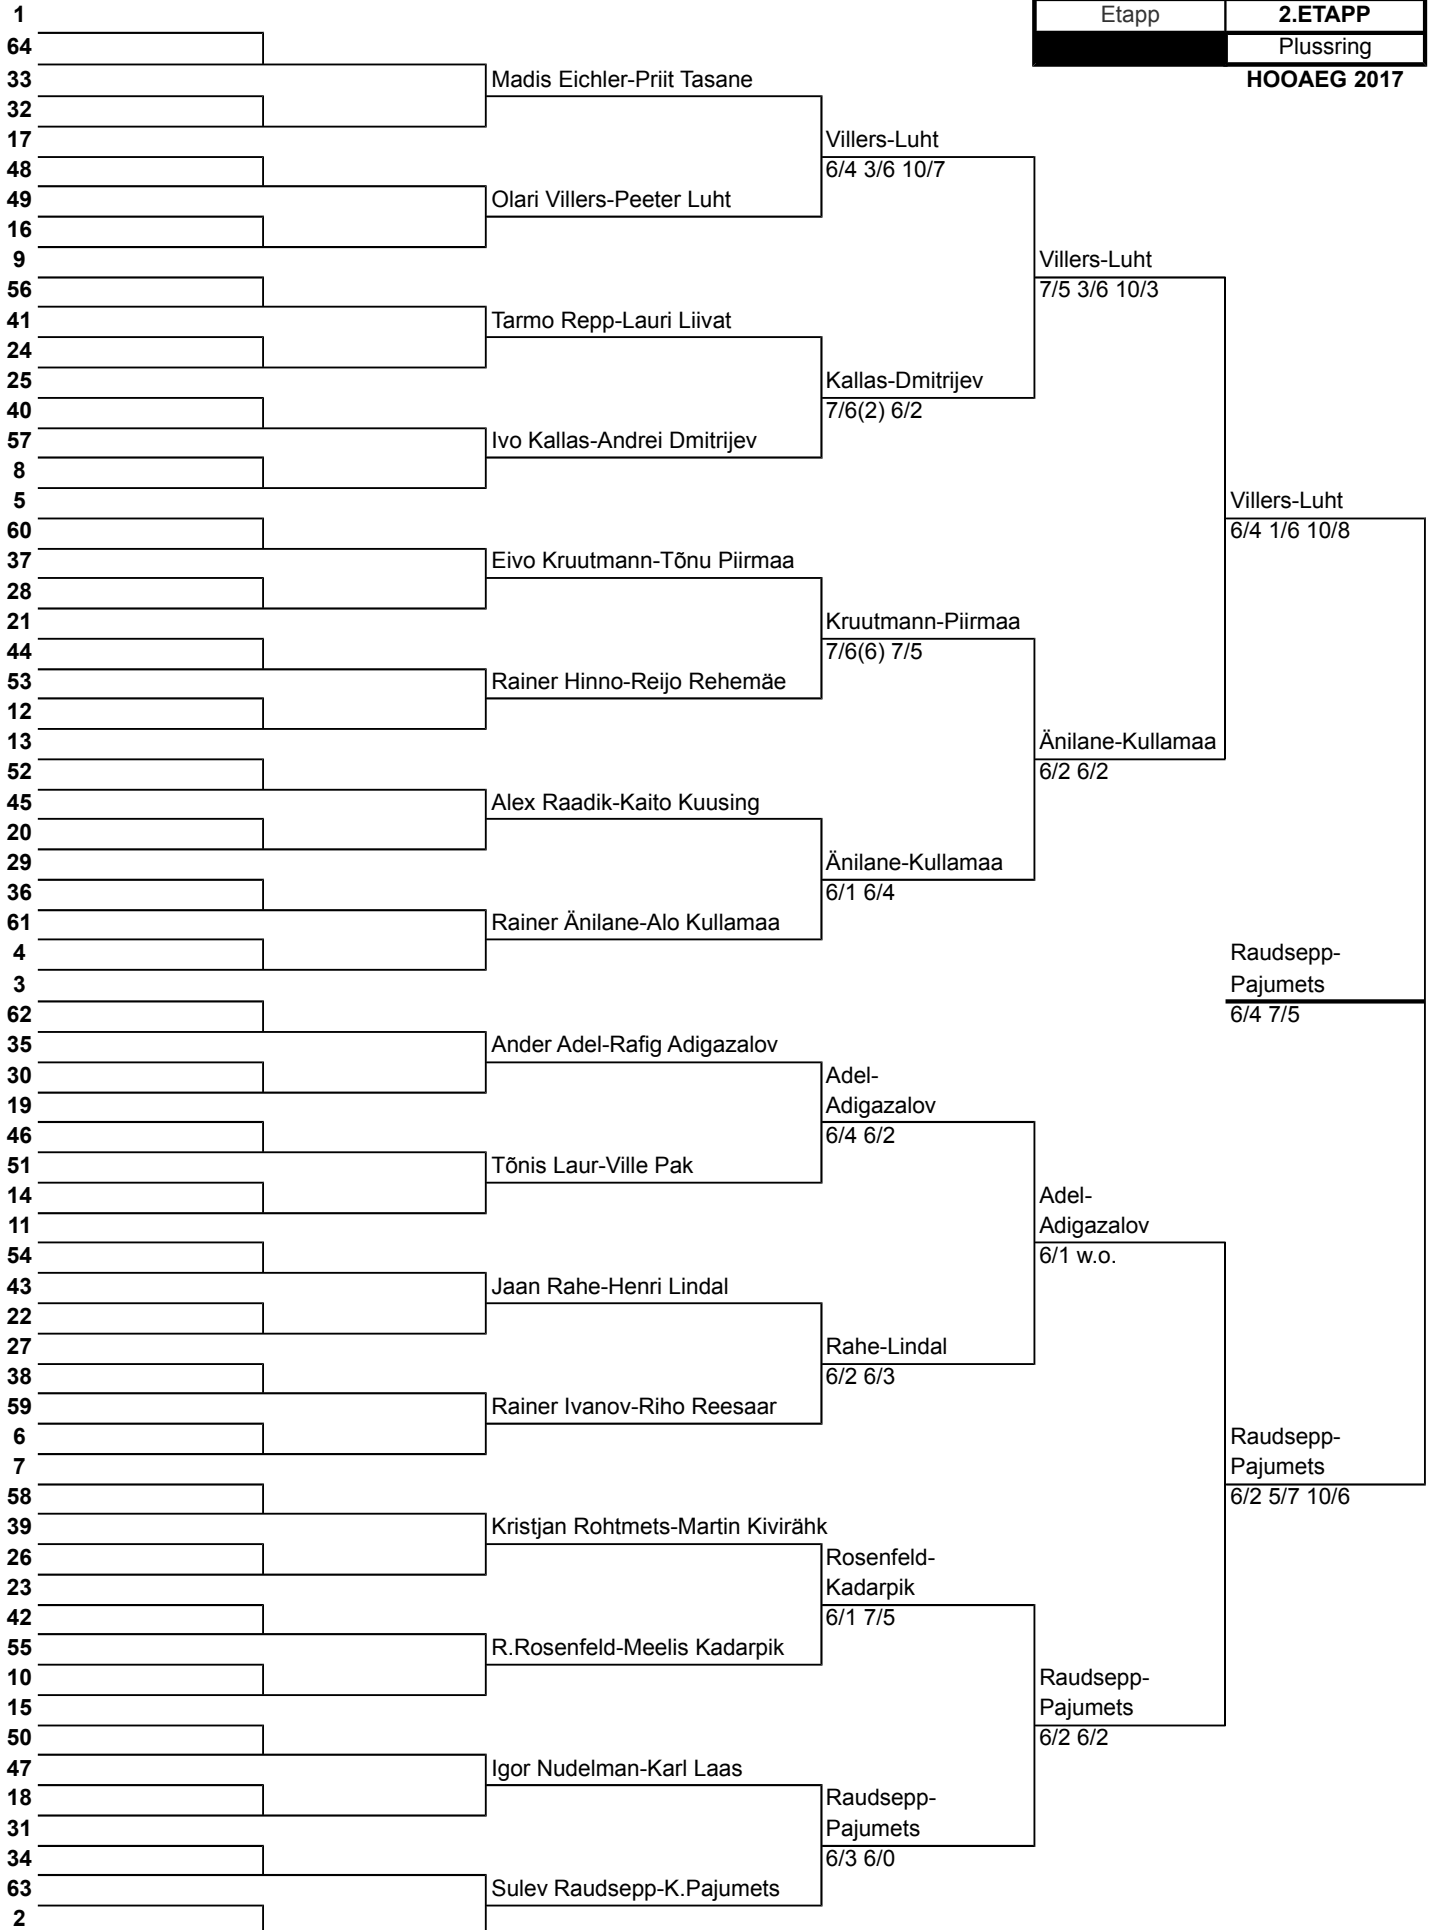 1
Etapp 2.ETAPP
64
Plussring
33 Madis Eichler-Priit Tasane HOOAEG 2017
32
17 Villers-Luht
48 6/4 3/6 10/7
49 Olari Villers-Peeter Luht
16
9 Villers-Luht
56 7/5 3/6 10/3
41 Tarmo Repp-Lauri Liivat
24
25 Kallas-Dmitrijev
40 7/6(2) 6/2
57 Ivo Kallas-Andrei Dmitrijev
8
5 Villers-Luht
60 6/4 1/6 10/8
37 Eivo Kruutmann-Tõnu Piirmaa
28
21 Kruutmann-Piirmaa
44 7/6(6) 7/5
53 Rainer Hinno-Reijo Rehemäe
12
13 Änilane-Kullamaa
52 6/2 6/2
45 Alex Raadik-Kaito Kuusing
20
29 Änilane-Kullamaa
36 6/1 6/4
61 Rainer Änilane-Alo Kullamaa
4 Raudsepp-
3 Pajumets
62 6/4 7/5
35 Ander Adel-Rafig Adigazalov
30 Adel-
19 Adigazalov
46 6/4 6/2
51 Tõnis Laur-Ville Pak
14 Adel-
11 Adigazalov
54 6/1 w.o.
43 Jaan Rahe-Henri Lindal
22
27 Rahe-Lindal
38 6/2 6/3
59 Rainer Ivanov-Riho Reesaar
6 Raudsepp-
7 Pajumets
58 6/2 5/7 10/6
39 Kristjan Rohtmets-Martin Kivirähk
26 Rosenfeld-
23 Kadarpik
42 6/1 7/5
55 R.Rosenfeld-Meelis Kadarpik
10 Raudsepp-
15 Pajumets
50 6/2 6/2
47 Igor Nudelman-Karl Laas
18 Raudsepp-
31 Pajumets
34 6/3 6/0
63 Sulev Raudsepp-K.Pajumets
2